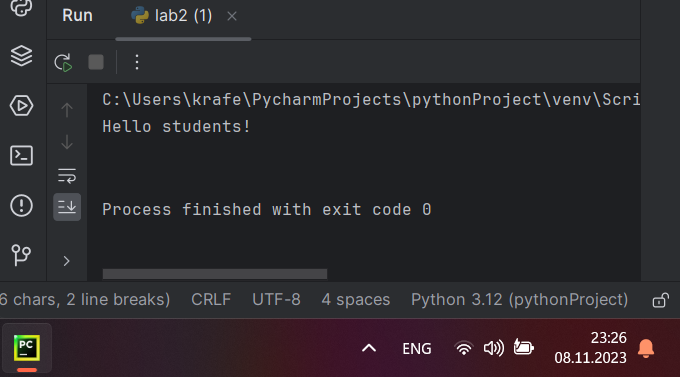 Run lab2 (1)
C:\Users\krafe\PycharmProjects\pythonProject\venv\Scri
Hello students!
Process finished with exit code 0
6 chars, 2 line breaks) CRLF UTF-8 4 spaces Python 3.12 (pythonProject)
PC
ENG
23:26
08.11.2023